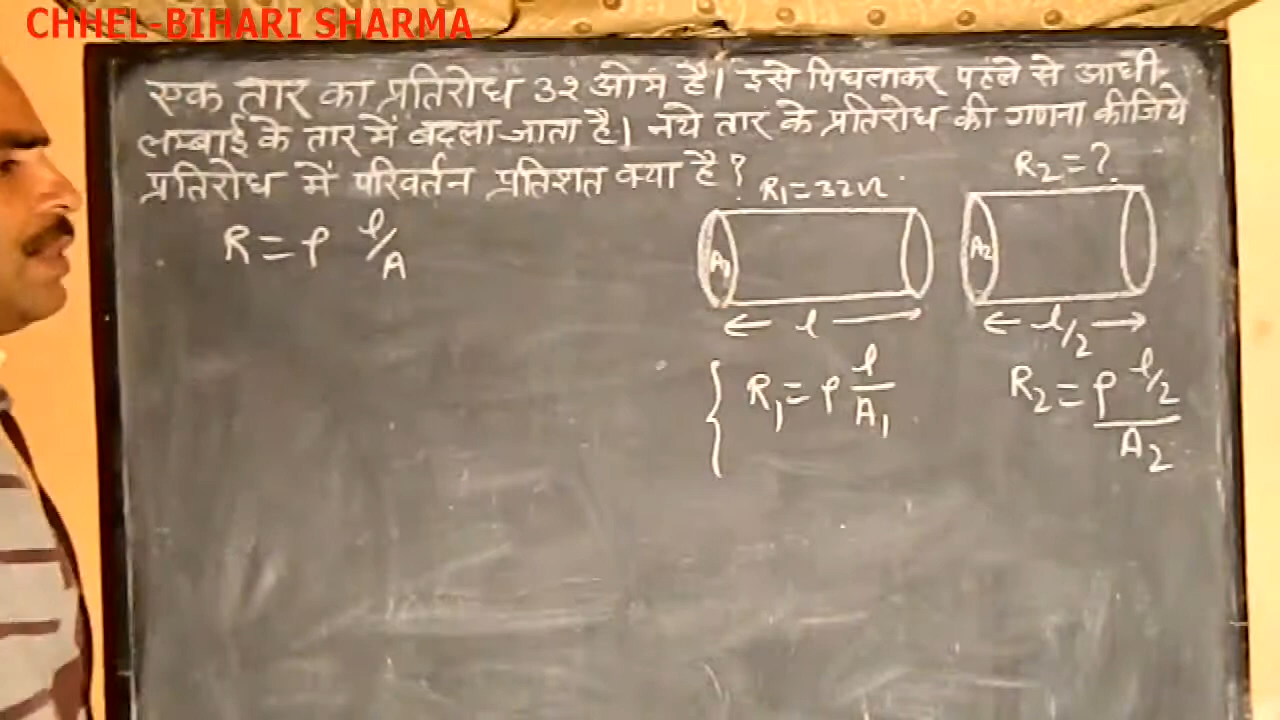 CHHEL-BIHARI SHARMA
एक तार का प्रतिरोध 32 ओम है। इसे पिघलाकर पहले से आधी
लम्बाई के तार में बदला जाता है। नये तार के प्रतिरोध की गणना कीजिये
प्रतिरोध में परिवर्तन प्रतिशत क्या है?
R = ρ l/A
R1=32Ω
R2=?
A1
A2
← l →
← l/2 →
R1 = ρ l/A1
R2 = ρ l/2/A2